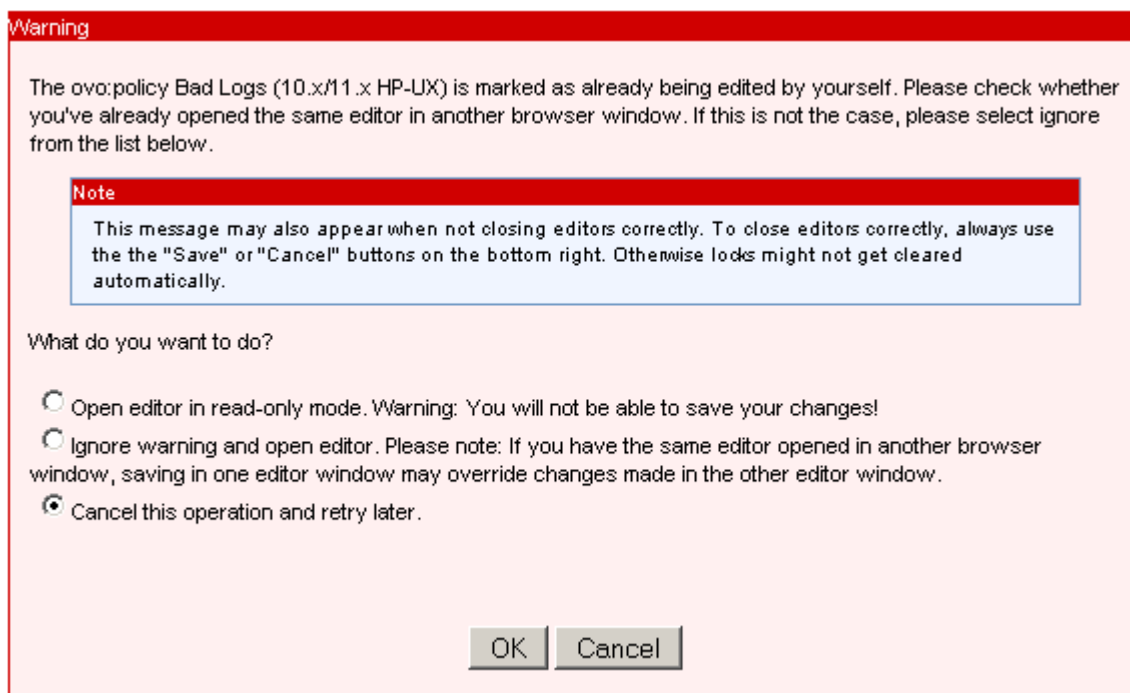 Warning
The ovo:policy Bad Logs (10.x/11.x HP-UX) is marked as already being edited by yourself. Please check whether
you've already opened the same editor in another browser window. If this is not the case, please select ignore
from the list below.
Note
This message may also appear when not closing editors correctly. To close editors correctly, always use
the the "Save" or "Cancel" buttons on the bottom right. Otherwise locks might not get cleared
automatically.
What do you want to do?
Open editor in read-only mode. Warning: You will not be able to save your changes!
Ignore warning and open editor. Please note: If you have the same editor opened in another browser
window, saving in one editor window may override changes made in the other editor window.
Cancel this operation and retry later.
OK Cancel